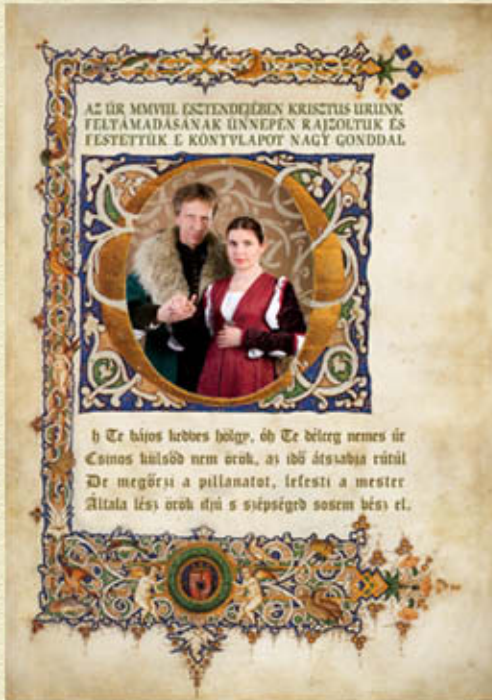 AZ ÚR MMVIII. ESZTENDEJÉBEN KRISZTUS URUNK
FELTÁMADÁSÁNAK ÜNNEPÉN RAJZOLTUK ÉS
FESTETTÜK E KÖNYVLAPOT NAGY GONDDAL
Óh Te bájos kedves hölgy, óh Te délceg nemes úr
Csinos külsőd nem örök, az idő átszabja rútúl
De megőrzi a pillanatot, lefesti a mester
Általa lész örök ifjú s szépséged sosem vész el.